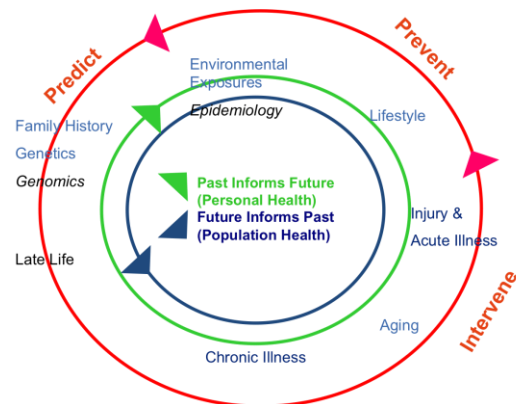 Predict
Prevent
Environmental
Exposures
Epidemiology
Lifestyle
Family History
Genetics
Genomics
Past Informs Future
(Personal Health)
Future Informs Past
(Population Health)
Injury &
Acute Illness
Late Life
Intervene
Aging
Chronic Illness